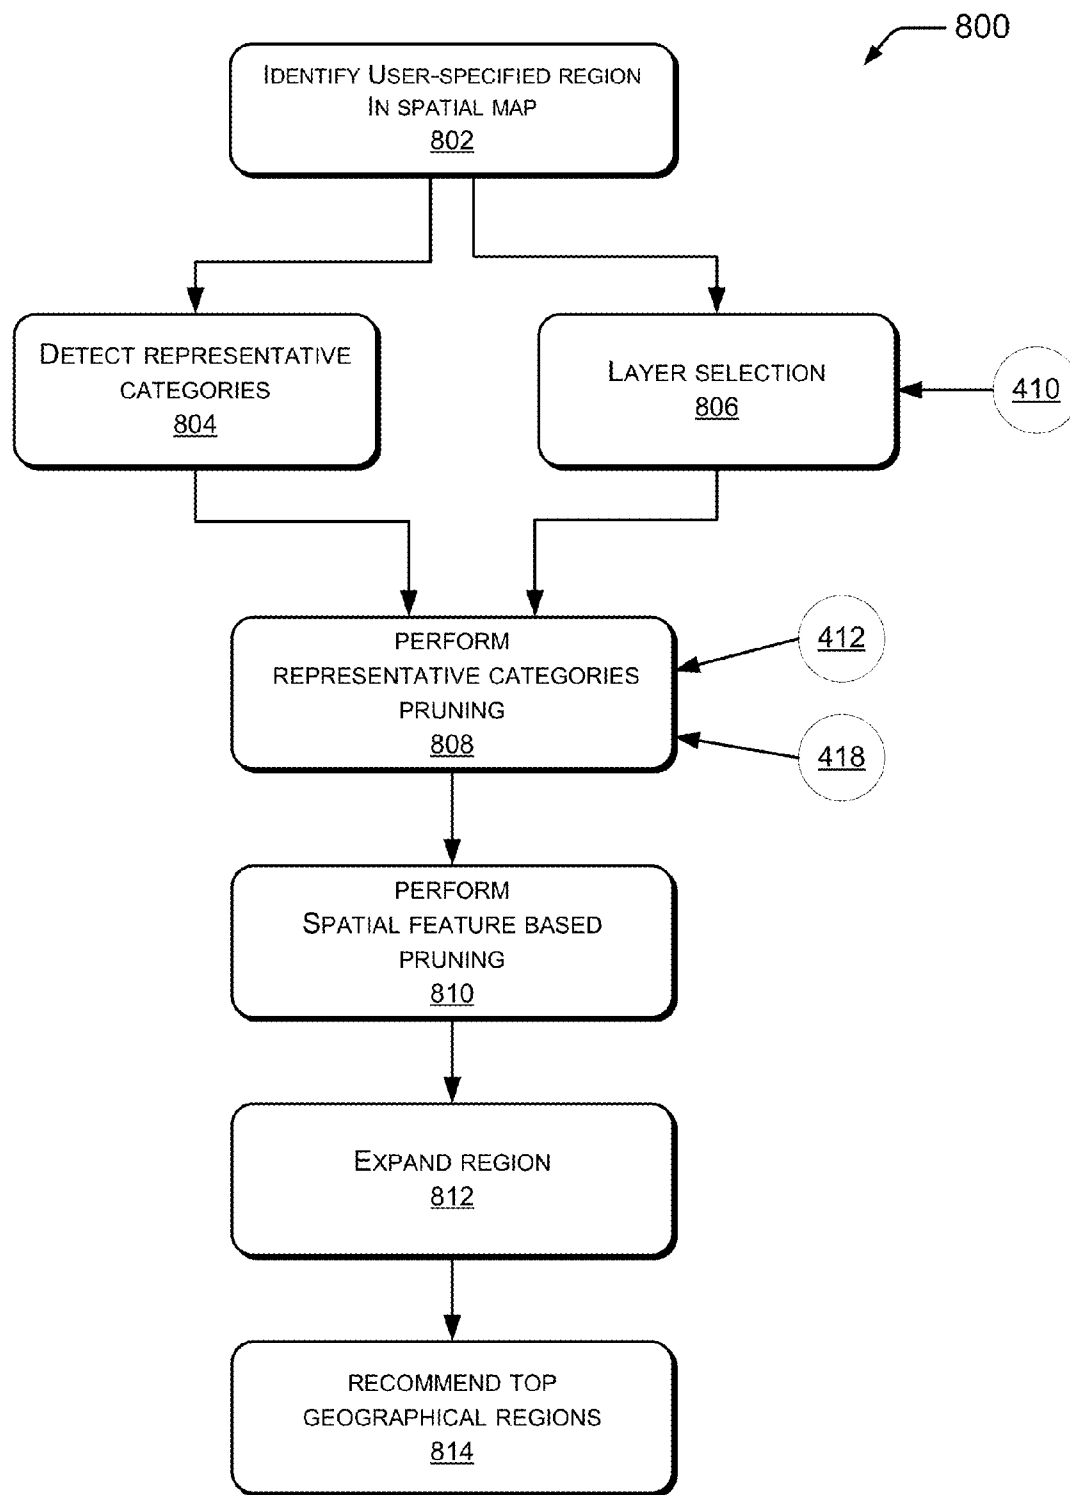 800
IDENTIFY USER-SPECIFIED REGION
IN SPATIAL MAP
802
DETECT REPRESENTATIVE
CATEGORIES
804
LAYER SELECTION
806
410
PERFORM
REPRESENTATIVE CATEGORIES
PRUNING
808
412
418
PERFORM
SPATIAL FEATURE BASED
PRUNING
810
EXPAND REGION
812
RECOMMEND TOP
GEOGRAPHICAL REGIONS
814